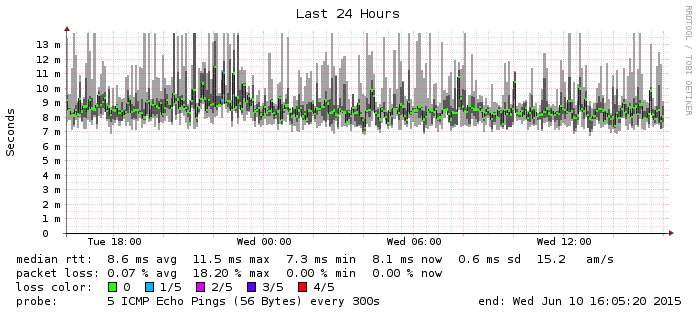 Last 24 Hours
RRDTOOL / TOBI OETIKER
Seconds
13 m
12 m
11 m
10 m
9 m
8 m
7 m
6 m
5 m
4 m
3 m
2 m
1 m
0
Tue 18:00 Wed 00:00 Wed 06:00 Wed 12:00
median rtt: 8.6 ms avg 11.5 ms max 7.3 ms min 8.1 ms now 0.6 ms sd 15.2 am/s
packet loss: 0.07 % avg 18.20 % max 0.00 % min 0.00 % now
loss color: 0 1/5 2/5 3/5 4/5
probe: 5 ICMP Echo Pings (56 Bytes) every 300s end: Wed Jun 10 16:05:20 2015